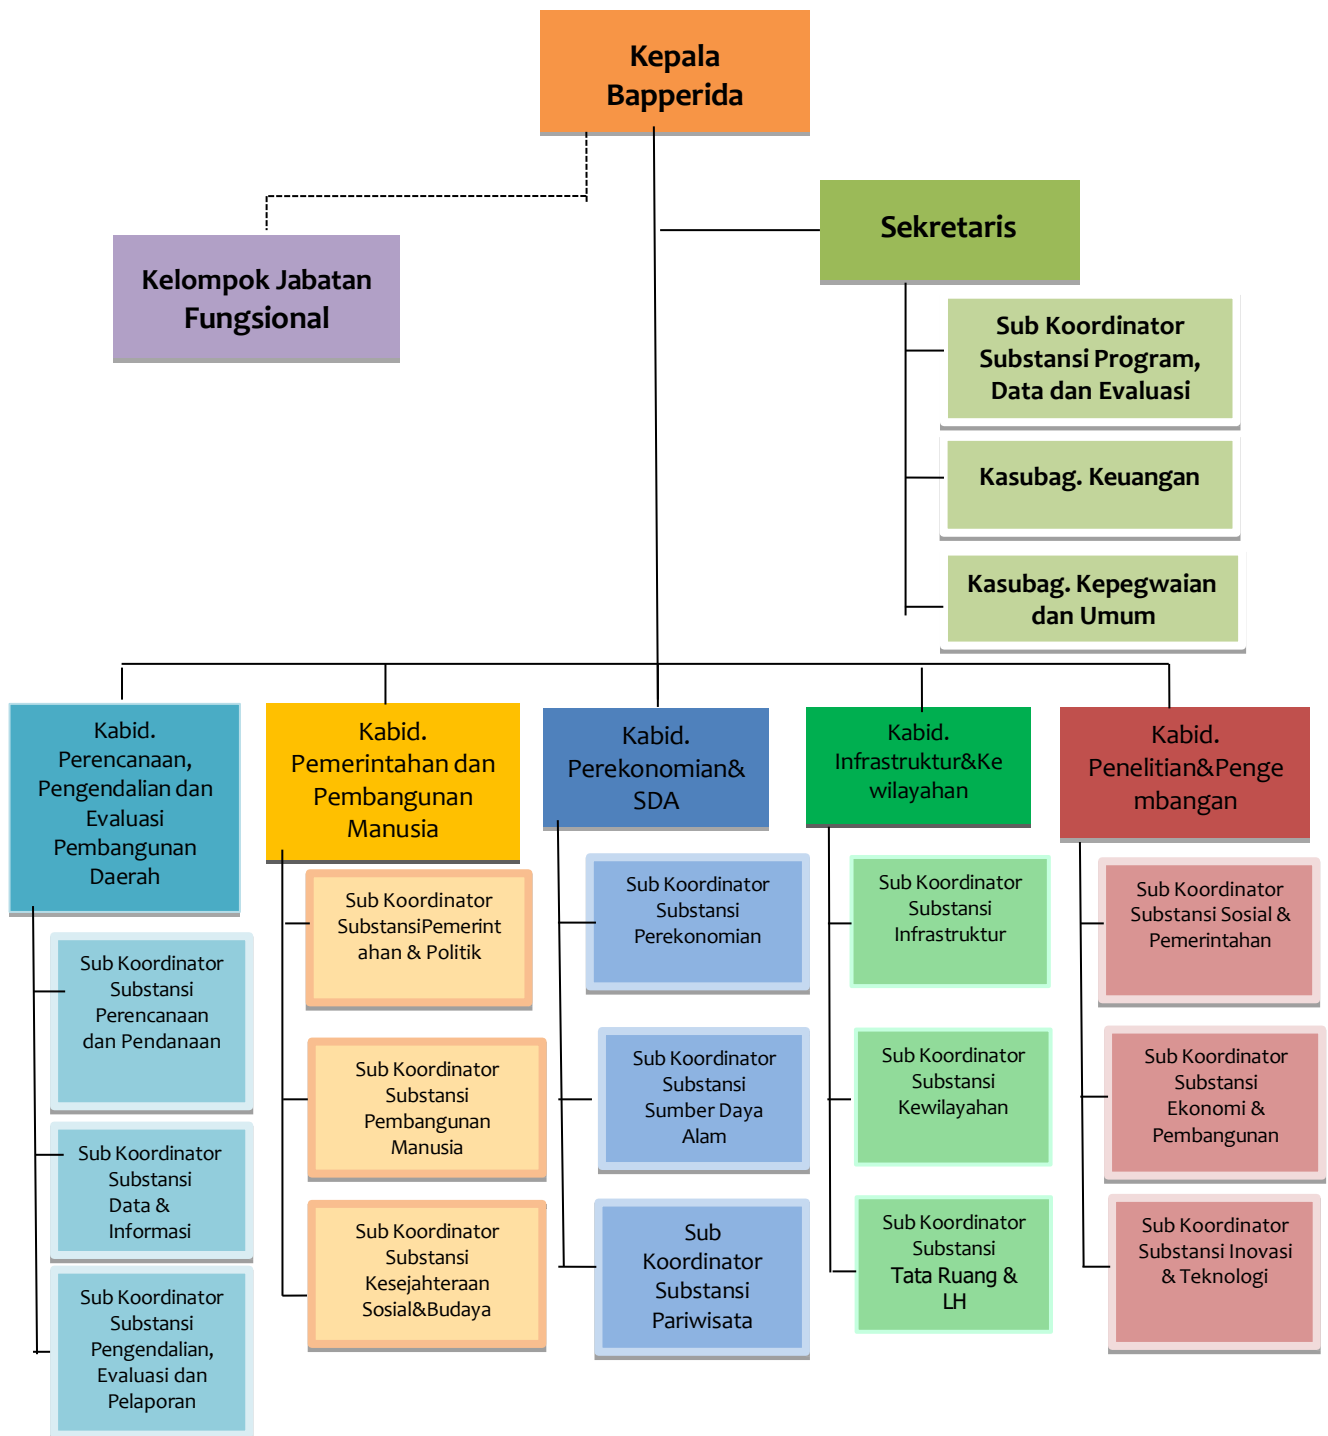 Kepala
Bapperida
Sekretaris
Kelompok Jabatan
Fungsional
Sub Koordinator
Substansi Program,
Data dan Evaluasi
Kasubag. Keuangan
Kasubag. Kepegwaian
dan Umum
Kabid.
Perencanaan,
Pengendalian dan
Evaluasi
Pembangunan
Daerah
Kabid.
Pemerintahan dan
Pembangunan
Manusia
Kabid.
Perekonomian&
SDA
Kabid.
Infrastruktur&Ke
wilayahan
Kabid.
Penelitian&Penge
mbangan
Sub Koordinator
Substansi
Perencanaan
dan Pendanaan
Sub Koordinator
Substansi
Data &
Informasi
Sub Koordinator
Substansi
Pengendalian,
Evaluasi dan
Pelaporan
Sub Koordinator
SubstansiPemerint
ahan & Politik
Sub Koordinator
Substansi
Pembangunan
Manusia
Sub Koordinator
Substansi
Kesejahteraan
Sosial&Budaya
Sub Koordinator
Substansi
Perekonomian
Sub Koordinator
Substansi
Sumber Daya
Alam
Sub
Koordinator
Substansi
Pariwisata
Sub Koordinator
Substansi
Infrastruktur
Sub Koordinator
Substansi
Kewilayahan
Sub Koordinator
Substansi
Tata Ruang &
LH
Sub Koordinator
Substansi Sosial &
Pemerintahan
Sub Koordinator
Substansi
Ekonomi &
Pembangunan
Sub Koordinator
Substansi Inovasi
& Teknologi